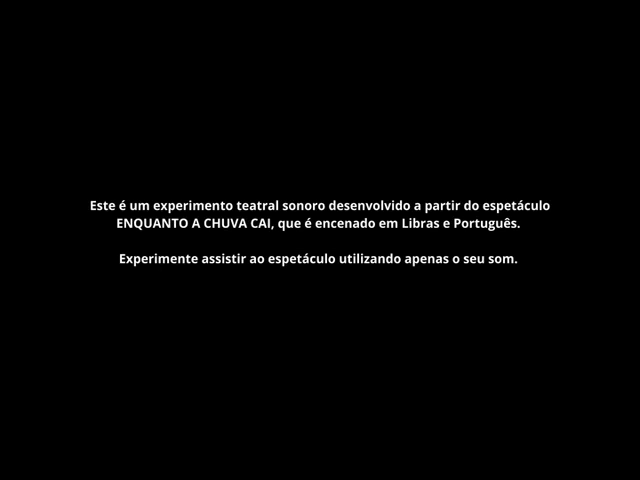 Este é um experimento teatral sonoro desenvolvido a partir do espetáculo
ENQUANTO A CHUVA CAI, que é encenado em Libras e Português.
Experimente assistir ao espetáculo utilizando apenas o seu som.